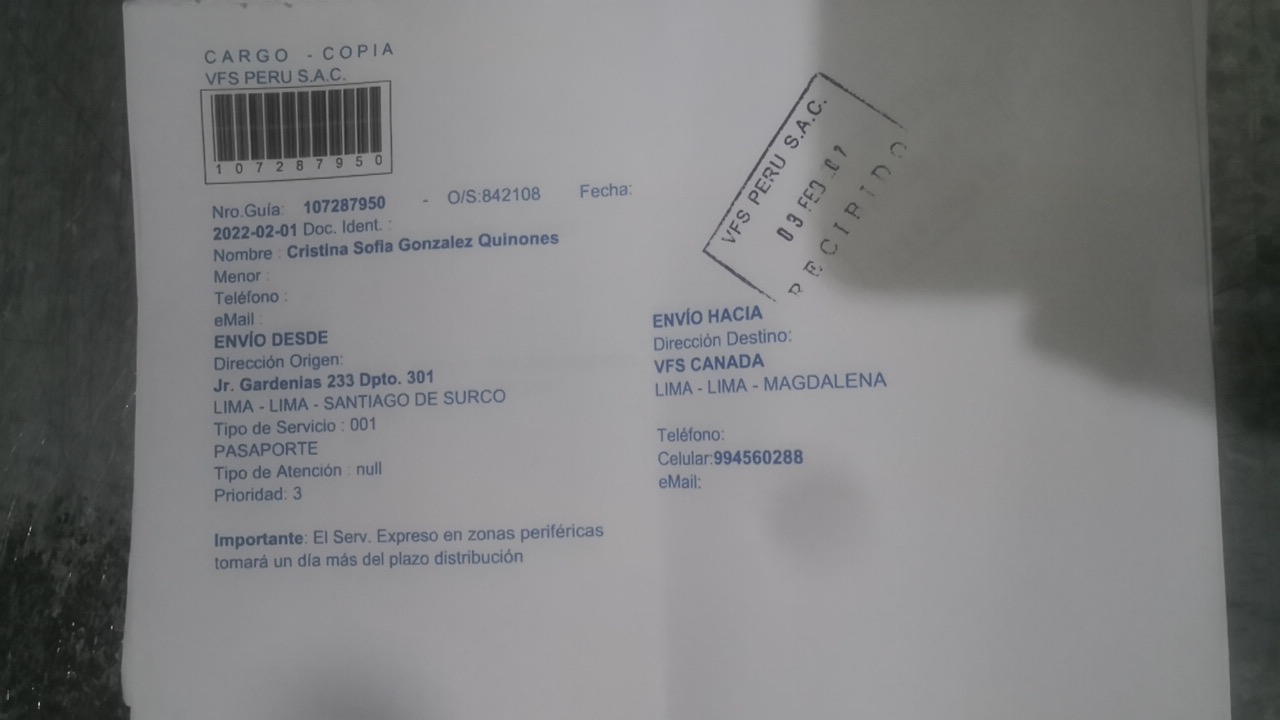 CARGO - COPIA
VFS PERU S.A.C.
107287950
Nro.Guía: 107287950 - O/S:842108 Fecha:
2022-02-01 Doc. Ident. :
Nombre : Cristina Sofia Gonzalez Quinones
Menor :
Teléfono :
eMail :
ENVÍO DESDE
Dirección Origen:
Jr. Gardenias 233 Dpto. 301
LIMA - LIMA - SANTIAGO DE SURCO
Tipo de Servicio : 001
PASAPORTE
Tipo de Atención : null
Prioridad: 3
Importante: El Serv. Expreso en zonas periféricas
tomará un día más del plazo distribución
VFS PERU S.A.C.
03 FEB
RECIBIDO
ENVÍO HACIA
Dirección Destino:
VFS CANADA
LIMA - LIMA - MAGDALENA
Teléfono:
Celular:994560288
eMail: